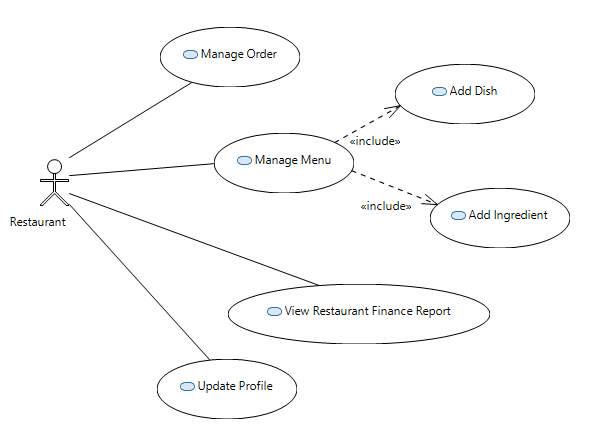 Manage Order
Add Dish
«include»
Manage Menu
«include»
Add Ingredient
Restaurant
View Restaurant Finance Report
Update Profile